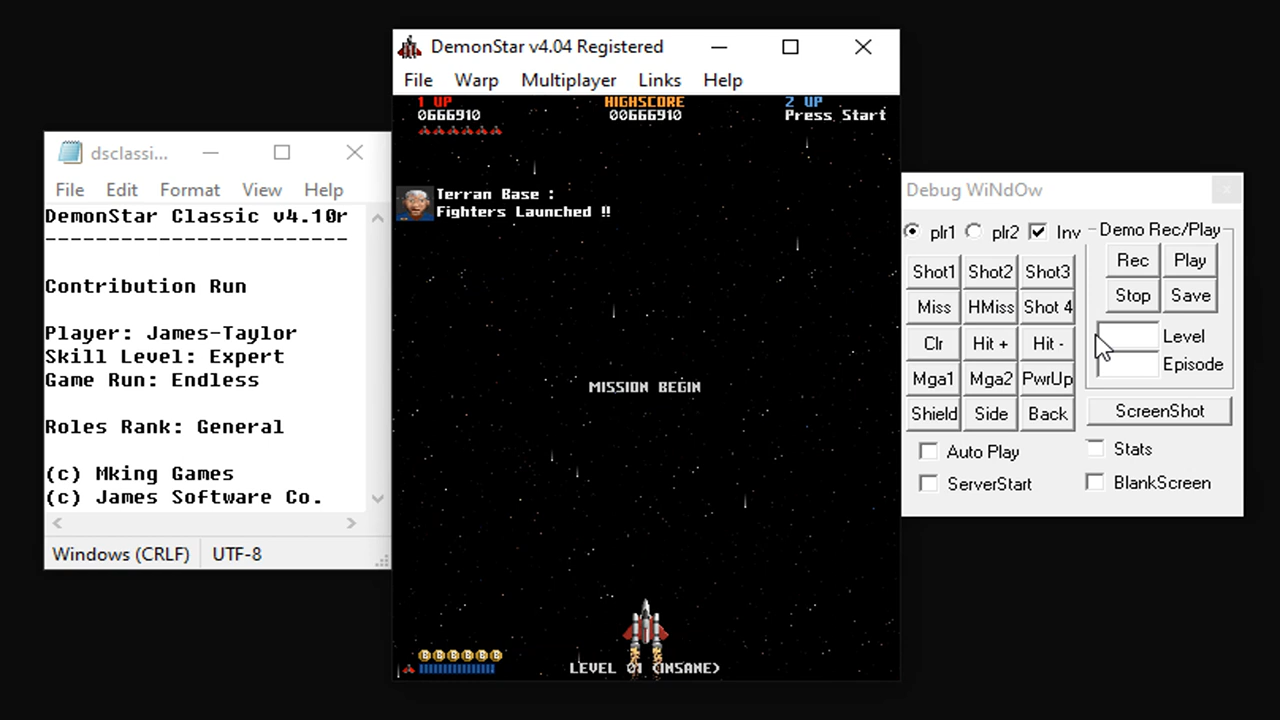 dsclassi...
File Edit Format View Help
DemonStar Classic v4.10r
------------------------
Contribution Run
Player: James-Taylor
Skill Level: Expert
Game Run: Endless
Roles Rank: General
(c) Mking Games
(c) James Software Co.
Windows (CRLF) UTF-8
DemonStar v4.04 Registered
File Warp Multiplayer Links Help
1 UP HIGHSCORE 2 UP
0666910 00666910 Press Start
Terran Base :
Fighters Launched !!
MISSION BEGIN
B B B B B B
LEVEL 01 (INSANE)
Debug WiNdOw
plr1 plr2 Inv Demo Rec/Play
Shot1 Shot2 Shot3 Rec Play
Miss HMiss Shot 4 Stop Save
Clr Hit + Hit - Level
Mga1 Mga2 PwrUp Episode
Shield Side Back ScreenShot
Auto Play Stats
ServerStart BlankScreen